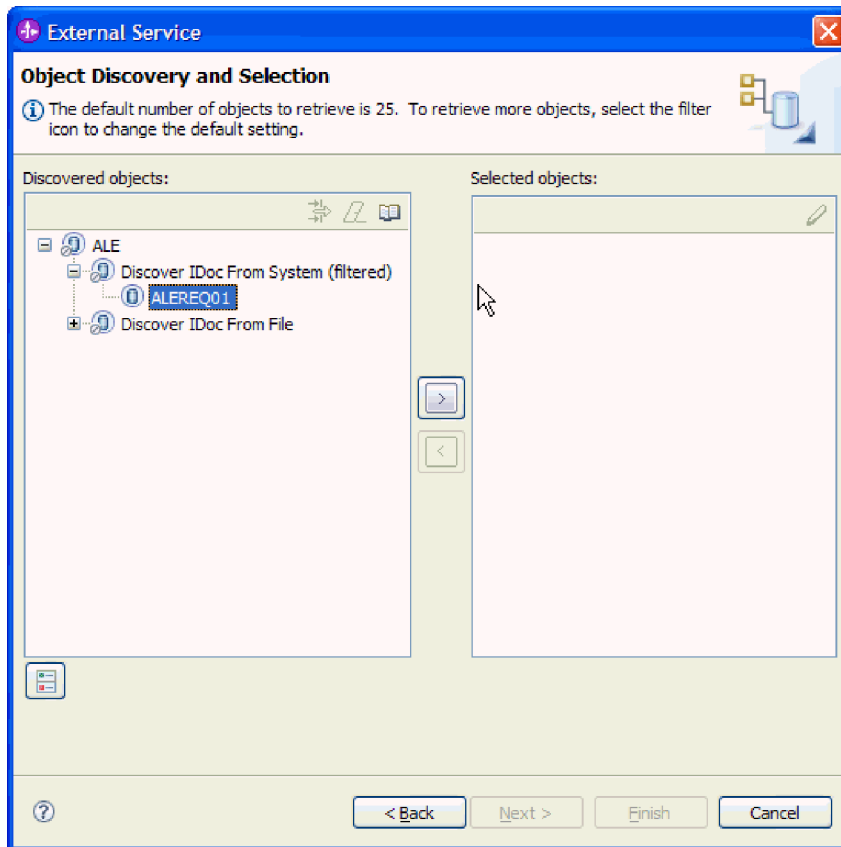 External Service
Object Discovery and Selection
The default number of objects to retrieve is 25. To retrieve more objects, select the filter
icon to change the default setting.
Discovered objects:
Selected objects:
ALE
Discover IDoc From System (filtered)
ALEREQ01
Discover IDoc From File
>
<
< Back
Next >
Finish
Cancel